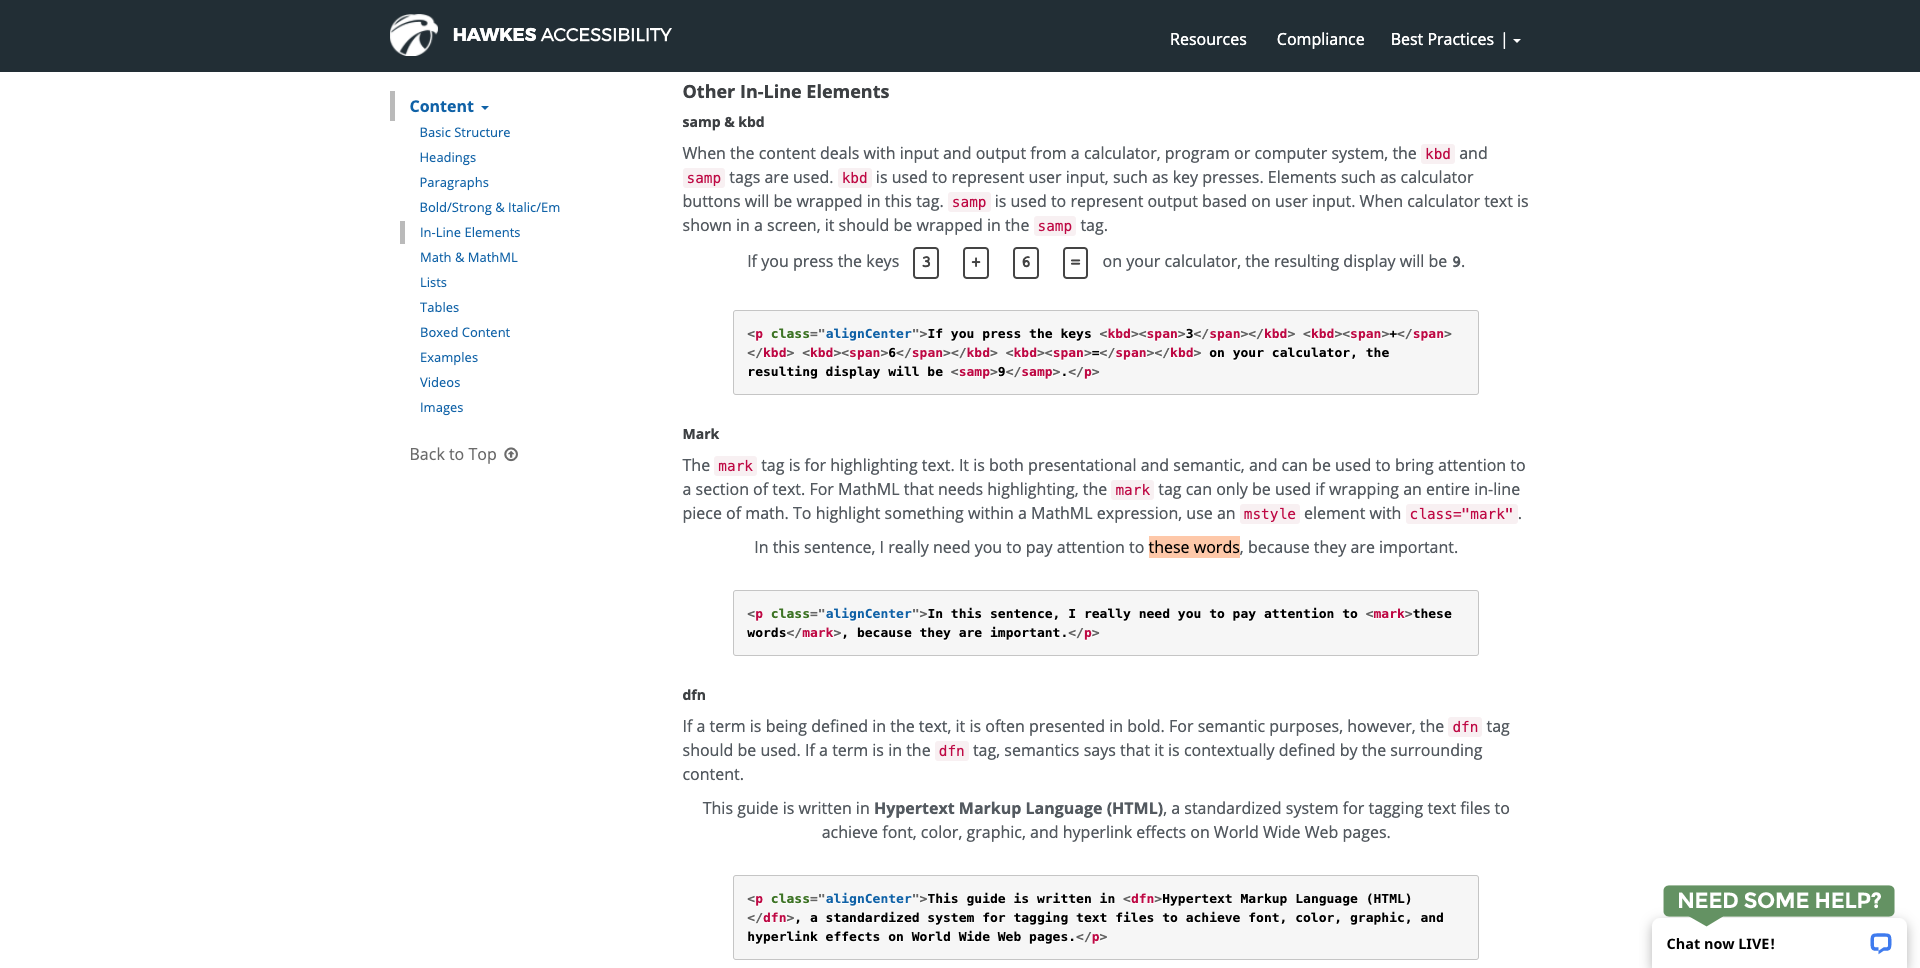 HAWKES ACCESSIBILITY
Resources Compliance Best Practices |
Content
Basic Structure
Headings
Paragraphs
Bold/Strong & Italic/Em
In-Line Elements
Math & MathML
Lists
Tables
Boxed Content
Examples
Videos
Images
Back to Top
Other In-Line Elements
samp & kbd
When the content deals with input and output from a calculator, program or computer system, the kbd and
samp tags are used. kbd is used to represent user input, such as key presses. Elements such as calculator
buttons will be wrapped in this tag. samp is used to represent output based on user input. When calculator text is
shown in a screen, it should be wrapped in the samp tag.
If you press the keys 3 + 6 = on your calculator, the resulting display will be 9.
<p class="alignCenter">If you press the keys <kbd><span>3</span></kbd> <kbd><span>+</span>
</kbd> <kbd><span>6</span></kbd> <kbd><span>=</span></kbd> on your calculator, the
resulting display will be <samp>9</samp>.</p>
Mark
The mark tag is for highlighting text. It is both presentational and semantic, and can be used to bring attention to
a section of text. For MathML that needs highlighting, the mark tag can only be used if wrapping an entire in-line
piece of math. To highlight something within a MathML expression, use an mstyle element with class="mark".
In this sentence, I really need you to pay attention to these words, because they are important.
<p class="alignCenter">In this sentence, I really need you to pay attention to <mark>these
words</mark>, because they are important.</p>
dfn
If a term is being defined in the text, it is often presented in bold. For semantic purposes, however, the dfn tag
should be used. If a term is in the dfn tag, semantics says that it is contextually defined by the surrounding
content.
This guide is written in Hypertext Markup Language (HTML), a standardized system for tagging text files to
achieve font, color, graphic, and hyperlink effects on World Wide Web pages.
<p class="alignCenter">This guide is written in <dfn>Hypertext Markup Language (HTML)
</dfn>, a standardized system for tagging text files to achieve font, color, graphic, and
hyperlink effects on World Wide Web pages.</p>
NEED SOME HELP?
Chat now LIVE!